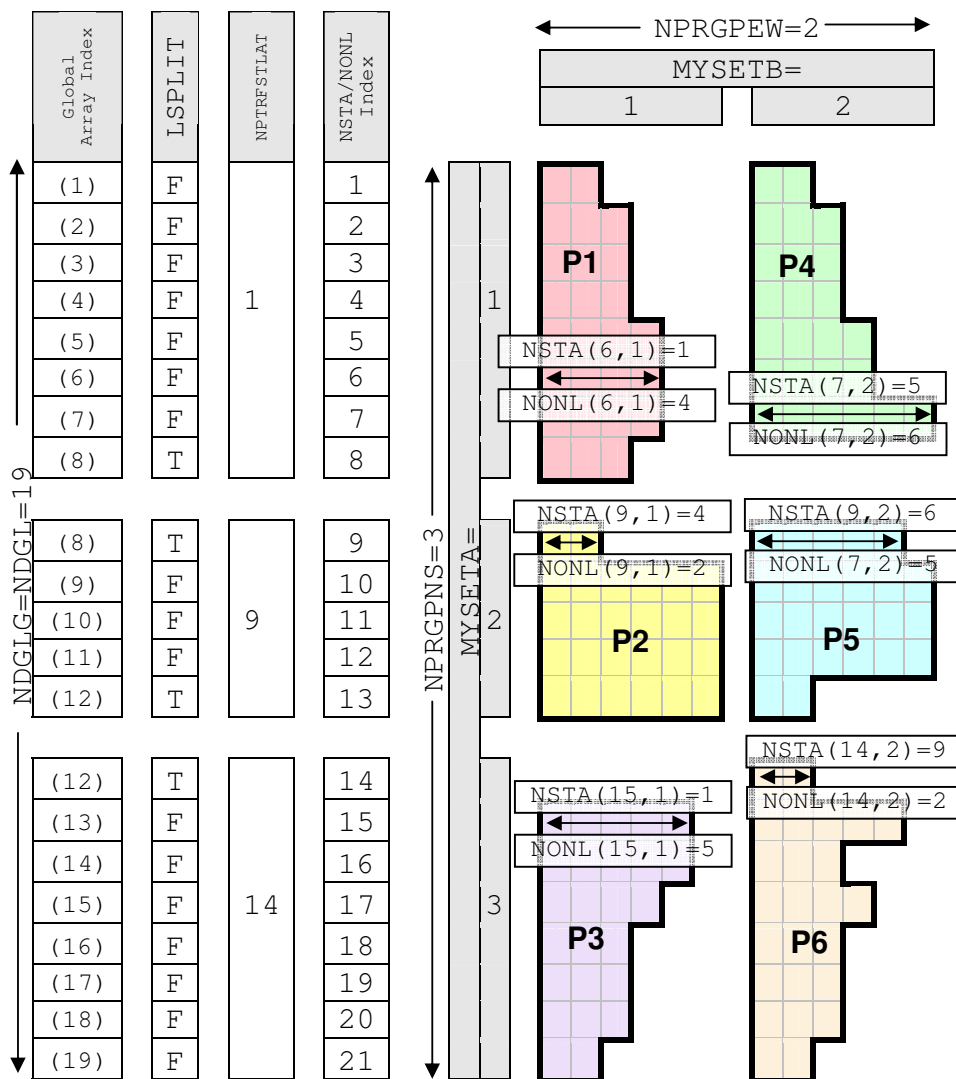 Global Array Index
LSPLIT
NPTRFSTLAT
NSTA/NONL Index
NPRGPEW=2
MYSETB=
1 2
NDGLG=NDGL=19
NPRGPNS=3
MYSETA=
(1) F 1
(2) F 2
(3) F 3
(4) F 4
(5) F 5
(6) F 6
(7) F 7
(8) T 8
1
1
P1
NSTA(6,1)=1
NONL(6,1)=4
P4
NSTA(7,2)=5
NONL(7,2)=6
(8) T 9
(9) F 10
(10) F 11
(11) F 12
(12) T 13
9
2
NSTA(9,1)=4
NONL(9,1)=2
P2
NSTA(9,2)=6
NONL(7,2)=5
P5
(12) T 14
(13) F 15
(14) F 16
(15) F 17
(16) F 18
(17) F 19
(18) F 20
(19) F 21
14
3
NSTA(15,1)=1
NONL(15,1)=5
P3
NSTA(14,2)=9
NONL(14,2)=2
P6